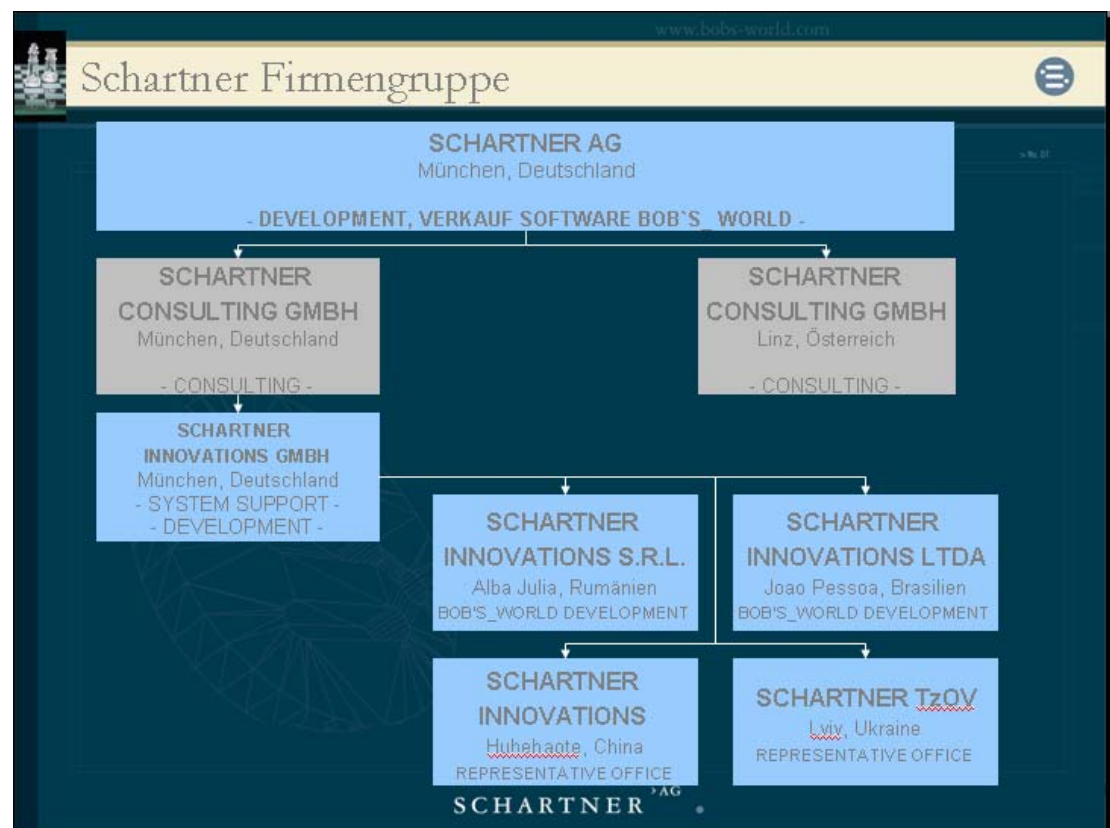 www.bobs-world.com
Schartner Firmengruppe
SCHARTNER AG
München, Deutschland
- DEVELOPMENT, VERKAUF SOFTWARE BOB`S_ WORLD -
SCHARTNER
CONSULTING GMBH
München, Deutschland
- CONSULTING -
SCHARTNER
CONSULTING GMBH
Linz, Österreich
- CONSULTING -
SCHARTNER
INNOVATIONS GMBH
München, Deutschland
- SYSTEM SUPPORT -
- DEVELOPMENT -
SCHARTNER
INNOVATIONS S.R.L.
Alba Julia, Rumänien
BOB'S_WORLD DEVELOPMENT
SCHARTNER
INNOVATIONS LTDA
Joao Pessoa, Brasilien
BOB'S_WORLD DEVELOPMENT
SCHARTNER
INNOVATIONS
Huhehaote, China
REPRESENTATIVE OFFICE
SCHARTNER TzOV
Lviv, Ukraine
REPRESENTATIVE OFFICE
SCHARTNER › AG